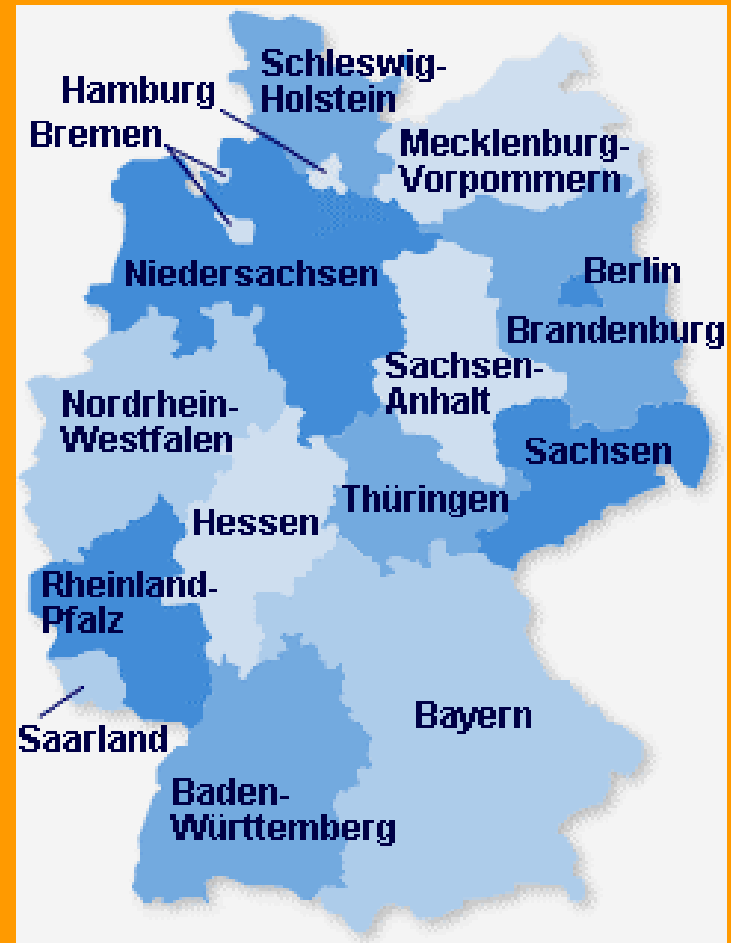 Schleswig-
Holstein
Hamburg
Bremen
Mecklenburg-
Vorpommern
Niedersachsen
Berlin
Brandenburg
Sachsen-
Anhalt
Nordrhein-
Westfalen
Sachsen
Thüringen
Hessen
Rheinland-
Pfalz
Saarland
Bayern
Baden-
Württemberg